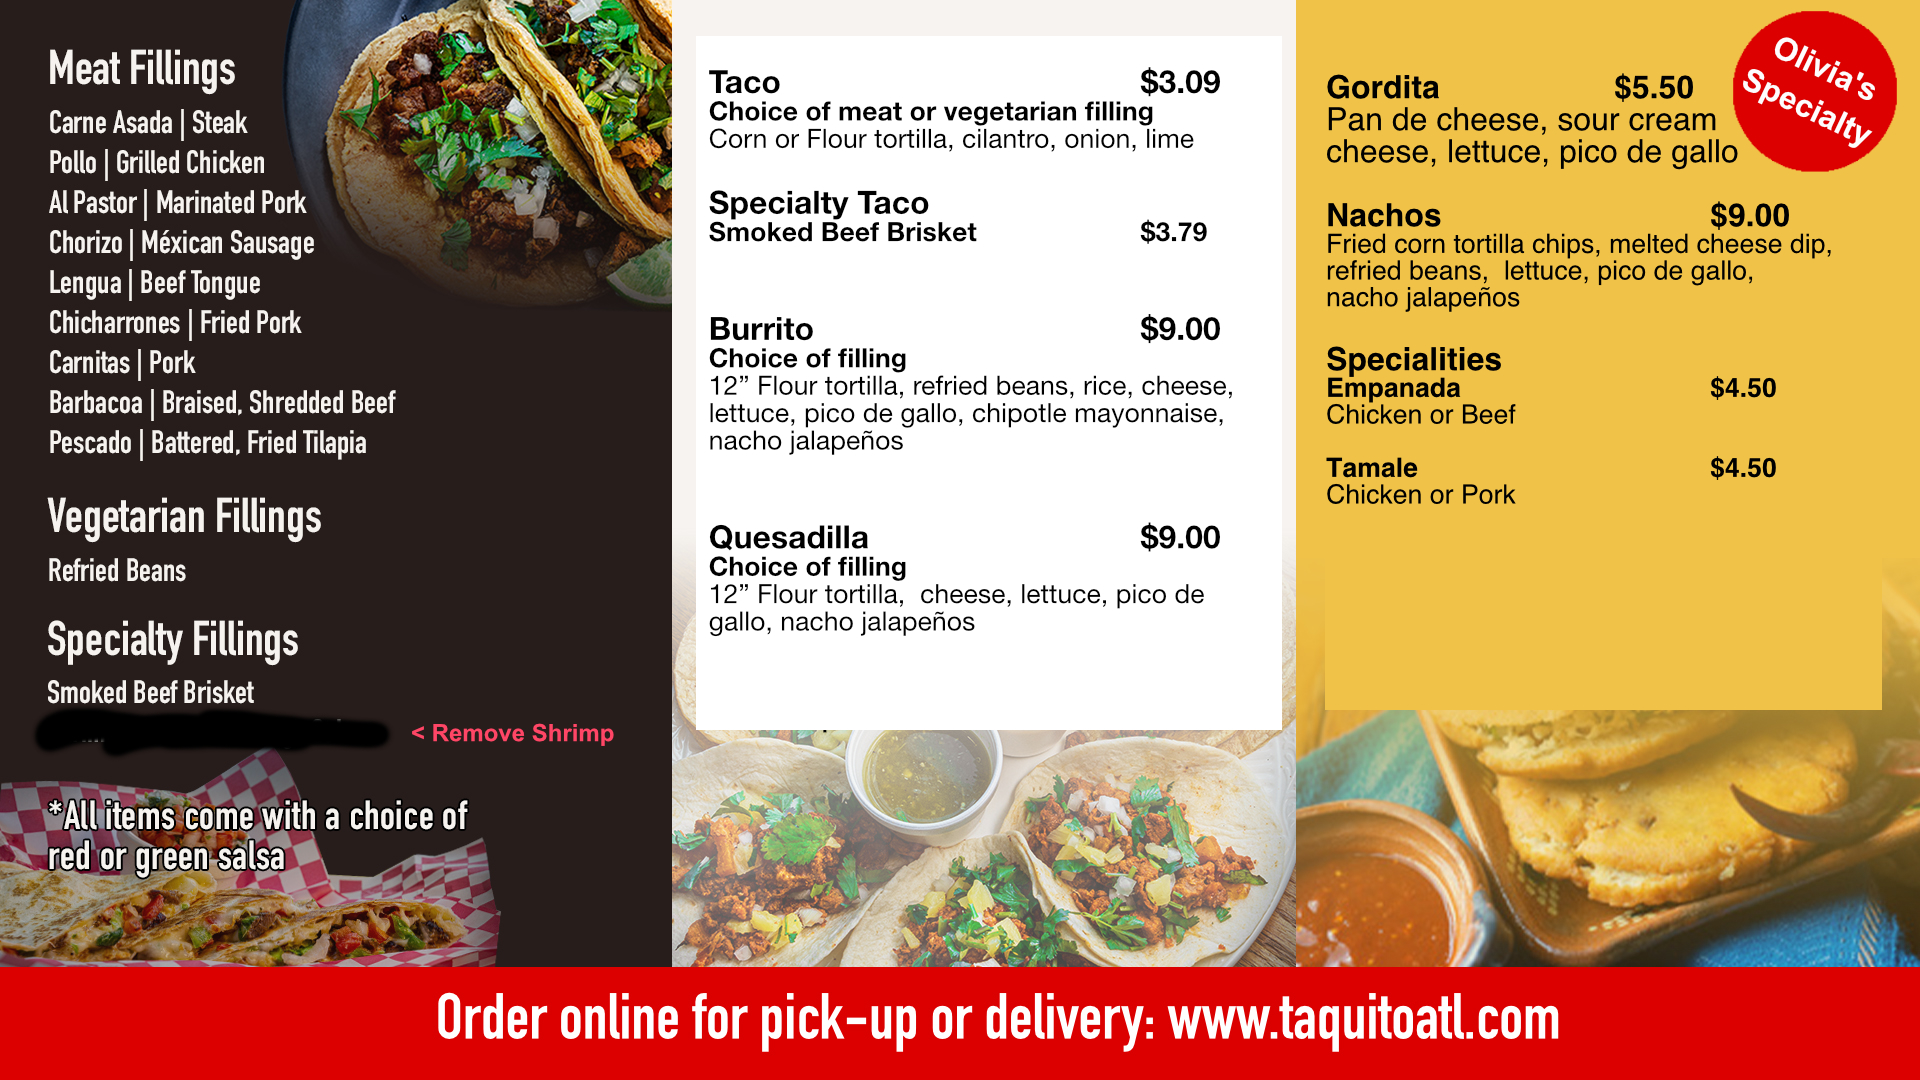 Meat Fillings
Carne Asada | Steak
Pollo | Grilled Chicken
Al Pastor | Marinated Pork
Chorizo | Méxican Sausage
Lengua | Beef Tongue
Chicharrones | Fried Pork
Carnitas | Pork
Barbacoa | Braised, Shredded Beef
Pescado | Battered, Fried Tilapia
Vegetarian Fillings
Refried Beans
Specialty Fillings
Smoked Beef Brisket
< Remove Shrimp
*All items come with a choice of
red or green salsa
Taco $3.09
Choice of meat or vegetarian filling
Corn or Flour tortilla, cilantro, onion, lime
Specialty Taco
Smoked Beef Brisket $3.79
Burrito $9.00
Choice of filling
12” Flour tortilla, refried beans, rice, cheese,
lettuce, pico de gallo, chipotle mayonnaise,
nacho jalapeños
Quesadilla $9.00
Choice of filling
12” Flour tortilla,  cheese, lettuce, pico de
gallo, nacho jalapeños
Olivia's
Specialty
Gordita $5.50
Pan de cheese, sour cream
cheese, lettuce, pico de gallo
Nachos $9.00
Fried corn tortilla chips, melted cheese dip,
refried beans,  lettuce, pico de gallo,
nacho jalapeños
Specialities
Empanada $4.50
Chicken or Beef
Tamale $4.50
Chicken or Pork
Order online for pick-up or delivery: www.taquitoatl.com